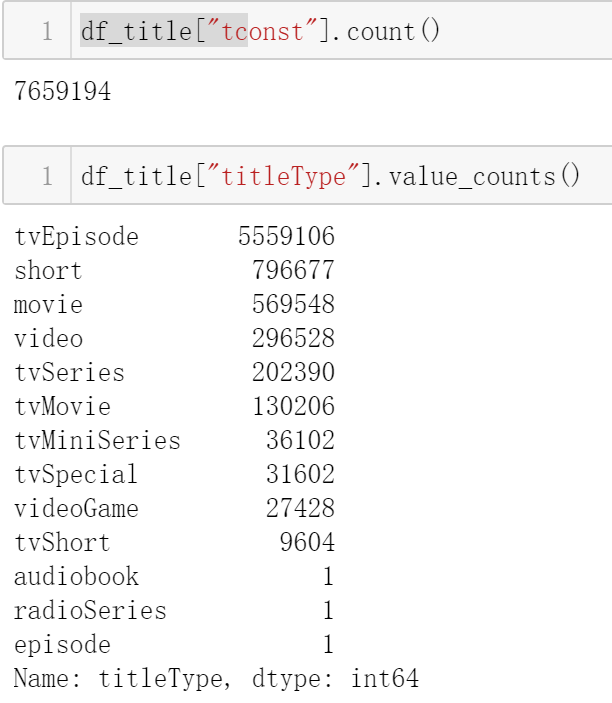 1 df_title["tconst"].count()
7659194
1 df_title["titleType"].value_counts()
tvEpisode 5559106
short 796677
movie 569548
video 296528
tvSeries 202390
tvMovie 130206
tvMiniSeries 36102
tvSpecial 31602
videoGame 27428
tvShort 9604
audiobook 1
radioSeries 1
episode 1
Name: titleType, dtype: int64